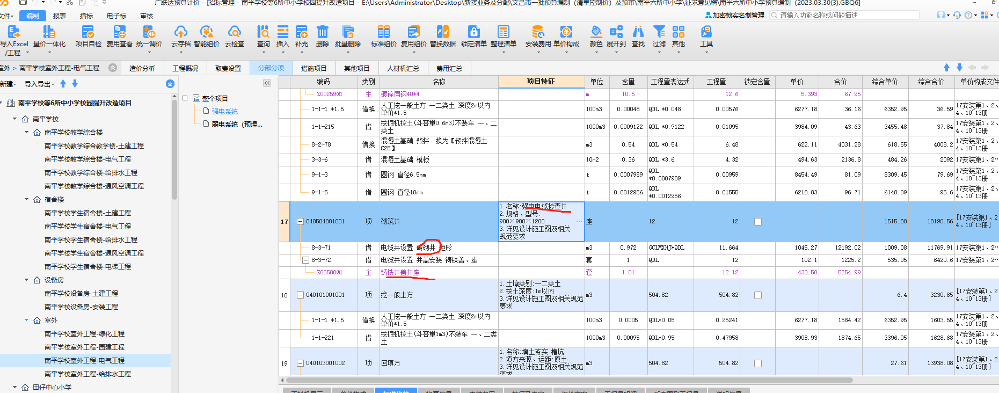 广联达预算计价 - [招标管理 - 南平学校等6所中小学校园提升改造项目 - E:\Users\Administrator\Desktop\新接业务及分配\文昌市一批预算编制（清单控制价）及预审\南平六所中小学\征求意见稿\南平六所中小学预算编制（2023.03.30(3).GBQ6]
文件 编制 报表 指标 电子标 审核 加密锁实名制管理 请输入功能名称或问题描述
导入Excel/工程 量价一体化 项目自检 费用查看 统一调价 云存档 智能组价 云检查 查询 插入 补充 删除 批量删除 标准组价 复用组价 替换数据 锁定清单 整理清单 安装费用 单价构成 颜色 展开到 查找 过滤 其他 工具
室外 > 南平学校室外工程-电气工程 造价分析 工程概况 取费设置 分部分项 措施项目 其他项目 人材机汇总 费用汇总
新建 导入导出
南平学校等6所中小学校园提升改造项目
南平学校
南平学校教学综合楼
南平学校教学综合教学楼-土建工程
南平学校教学综合楼-电气工程
南平学校教学综合楼-给排水工程
南平学校教学综合楼-通风空调工程
宿舍楼
南平学校学生宿舍楼-土建工程
南平学校学生宿舍楼-电气工程
南平学校学生宿舍楼-给排水工程
南平学校学生宿舍楼-通风空调工程
南平学校学生宿舍楼-电梯工程
设备房
南平学校设备房-土建工程
南平学校设备房-安装工程
室外
南平学校室外工程-绿化工程
南平学校室外工程-园建工程
南平学校室外工程-电气工程
南平学校室外工程-给排水工程
田仔中心小学
整个项目
强电系统
弱电系统（预埋...
编码 类别 名称 项目特征 单位 含量 工程量表达式 工程量 锁定含量 单价 合价 综合单价 综合合价 单价构成文件
Z00259@1 主 镀锌扁钢40*4 m 10.5 12.6 5.393 67.95
1-1-1 *1.5 借换 人工挖一般土方 一二类土 深度2m以内 单价*1.5 100m3 0.00048 QDL *0.048 0.00576 6277.18 36.16 6352.95 36.59 17安装第1、2、4、10~13册
1-1-215 借 挖掘机挖土(斗容量0.6m3)不装车 一、二类土 1000m3 0.0009122 QDL *0.9122 0.01095 3984.09 43.63 3455.48 37.84 17安装第1、2、4、10~13册
8-2-78 借换 混凝土基础 预拌 换为【预拌混凝土 C25】 m3 0.54 QDL *0.54 6.48 622.11 4031.28 618.55 4008.2 17安装第1、2、4、10~13册
3-3-6 借 混凝土基础 模板 10m2 0.36 QDL *3.6 4.32 494.63 2136.8 484.26 2092 17安装第1、2…
9-1-3 借 圆钢 直径6.5mm t 0.0007989 QDL *0.0007989 0.00959 8454.49 81.09 8309.45 79.69 17安装第1、2、4、10~13册
9-1-5 借 圆钢 直径10mm t 0.0012956 QDL *0.0012956 0.01555 6218.83 96.71 6148.09 95.6 17安装第1、2、4、10~13册
17 040504001001 项 砌筑井 1.名称:强电电缆检查井 2.规格、型号: 900×900×1200 3.详见设计施工图及相关规范要求 … 座 12 12 1515.88 18190.56 [17安装第1、2、4、10~13册]
8-3-71 借 电缆井设置 砖砌井 矩形 m3 0.972 GCLMXHJ*QDL 11.664 1045.27 12192.02 1009.08 11769.91 17安装第1、2…
8-3-72 借 电缆井设置 井盖安装 铸铁盖、座 套 1 QDL 12 102.1 1225.2 535.05 6420.6 17安装第1、2…
Z00580@1 主 铸铁井盖井座 套 1.01 12.12 433.58 5254.99
18 040101001001 项 挖一般土方 1.土壤类别:一二类土 2.挖土深度:1m以内 3.详见设计施工图及相关规范要求 m3 504.82 504.82 6.4 3230.85 [17安装第1、2、4、10~13册]
1-1-1 *1.5 借换 人工挖一般土方 一二类土 深度2m以内 单价*1.5 100m3 0.0005 QDL*0.05 0.25241 6277.18 1584.42 6352.95 1603.55 17安装第1、2、4、10~13册
1-1-221 借 挖掘机挖土(斗容量1m3)不装车 一、二类土 1000m3 0.00095 QDL*0.95 0.47958 3908.93 1874.65 3396.05 1628.68 17安装第1、2、4、10~13册
19 040103001002 项 回填方 1.名称:填土夯实 槽坑 2.填方来源、运距:原土 3.详见设计施工图及相关规范要求 m3 504.82 504.82 27.61 13938.08 [17安装第1、2、4、10~13册]